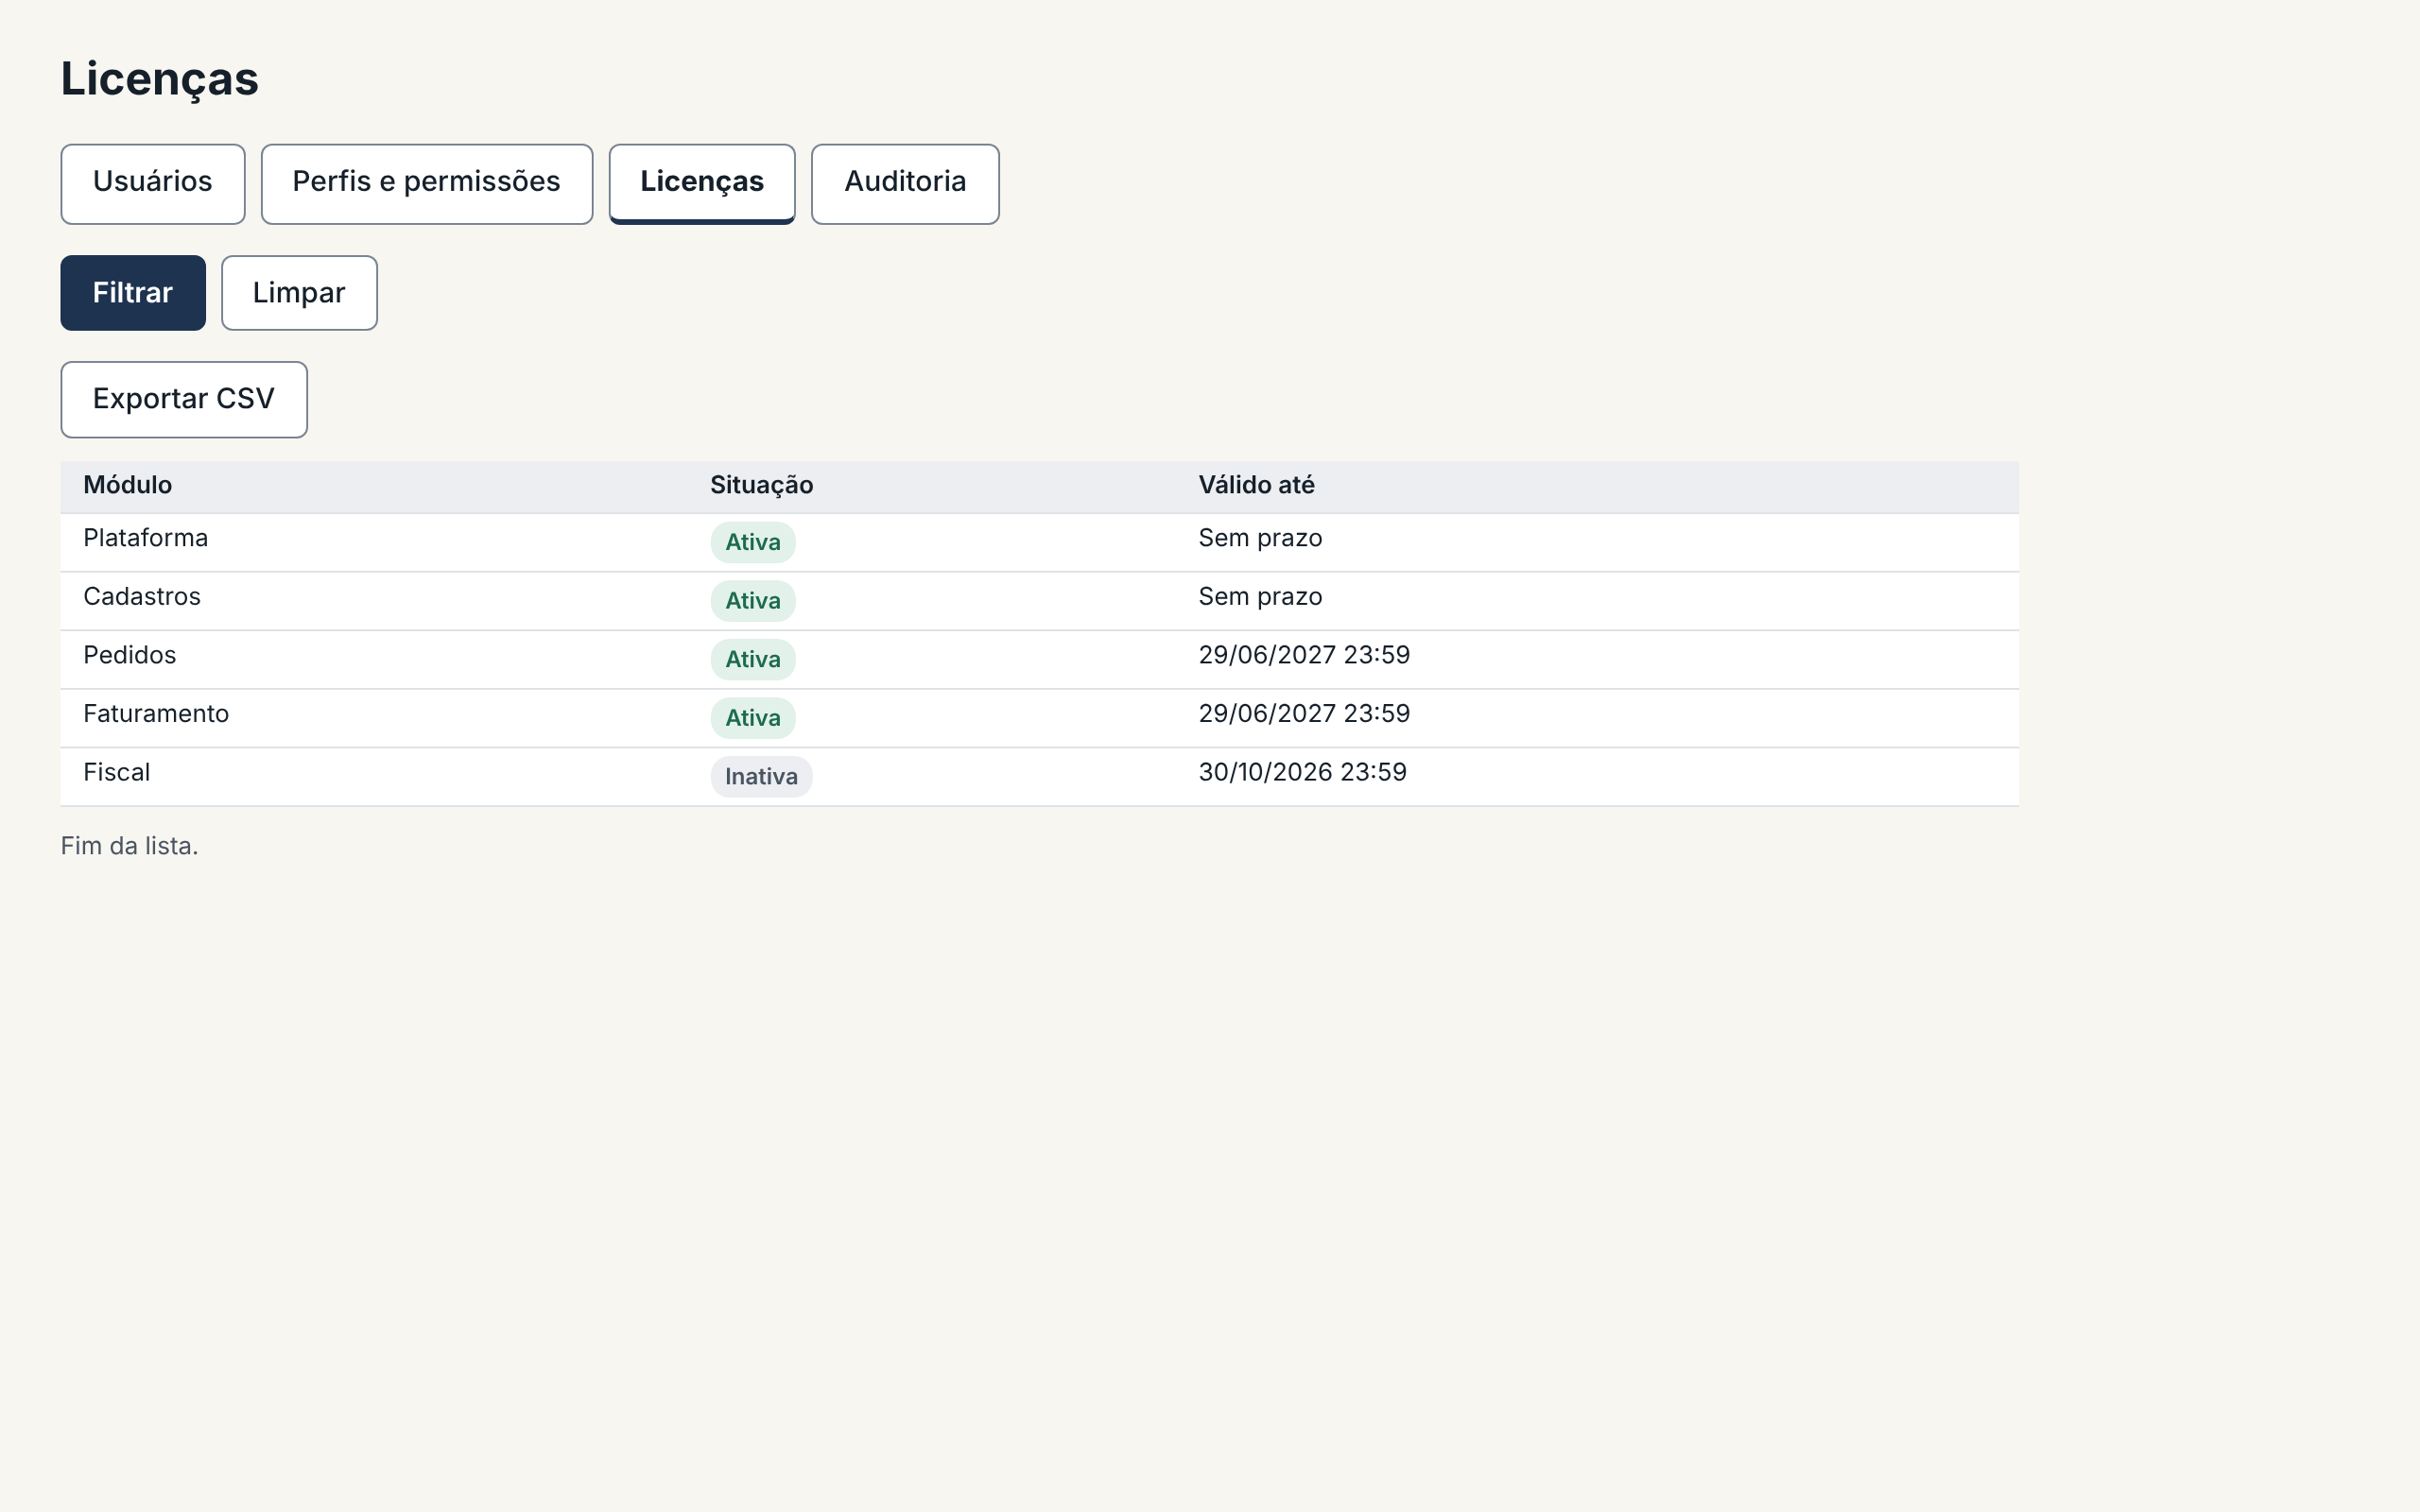 Licenças
Usuários Perfis e permissões Licenças Auditoria
Filtrar Limpar
Exportar CSV
Módulo Situação Válido até
Plataforma Ativa Sem prazo
Cadastros Ativa Sem prazo
Pedidos Ativa 29/06/2027 23:59
Faturamento Ativa 29/06/2027 23:59
Fiscal Inativa 30/10/2026 23:59
Fim da lista.